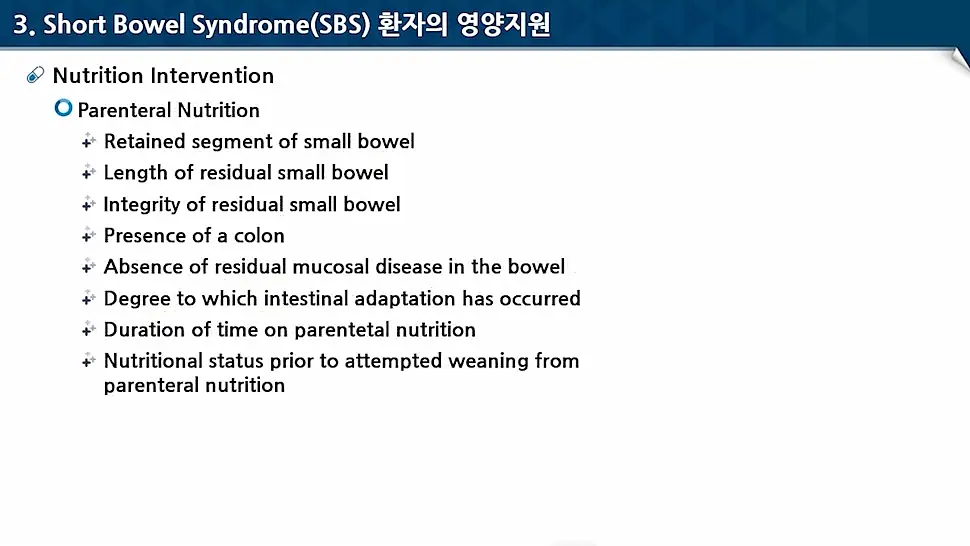 3. Short Bowel Syndrome(SBS) 환자의 영양지원
Nutrition Intervention
Parenteral Nutrition
Retained segment of small bowel
Length of residual small bowel
Integrity of residual small bowel
Presence of a colon
Absence of residual mucosal disease in the bowel
Degree to which intestinal adaptation has occurred
Duration of time on parentetal nutrition
Nutritional status prior to attempted weaning from
parenteral nutrition